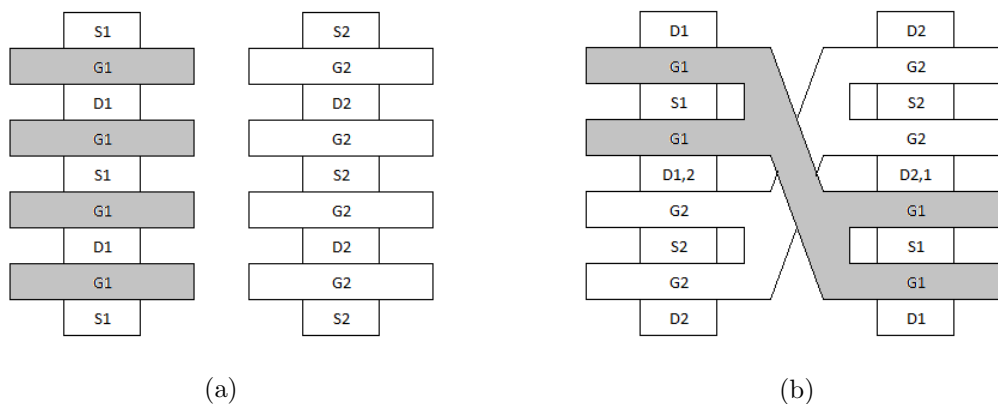 S1 S2 D1 D2
G1 G2 G1 G2
D1 D2 S1 S2
G1 G2 G1 G2
S1 S2 D1,2 D2,1
G1 G2 G2 G1
D1 D2 S2 S1
G1 G2 G2 G1
S1 S2 D2 D1
(a) (b)